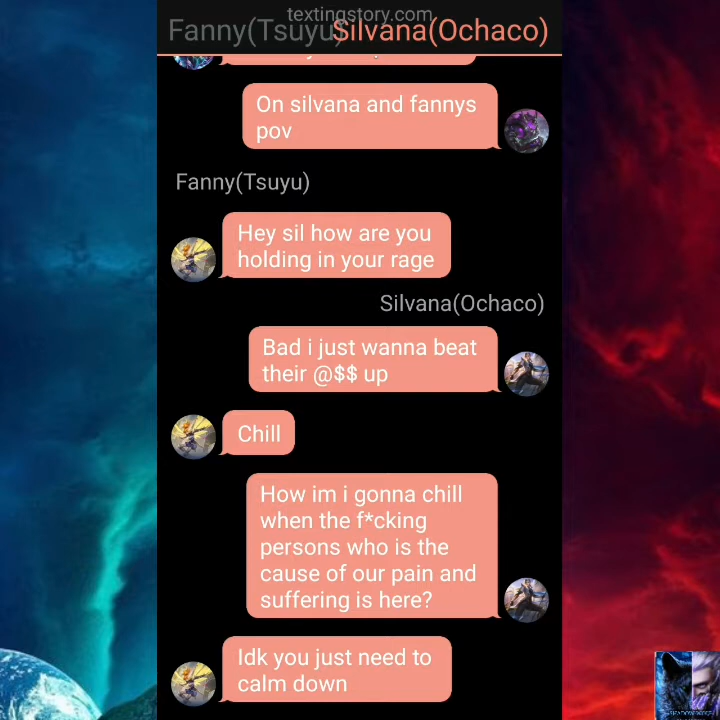 textingstory.com
Fanny(Tsuyu)
Silvana(Ochaco)
On silvana and fannys
pov
Fanny(Tsuyu)
Hey sil how are you
holding in your rage
Silvana(Ochaco)
Bad i just wanna beat
their @$$ up
Chill
How im i gonna chill
when the f*cking
persons who is the
cause of our pain and
suffering is here?
Idk you just need to
calm down